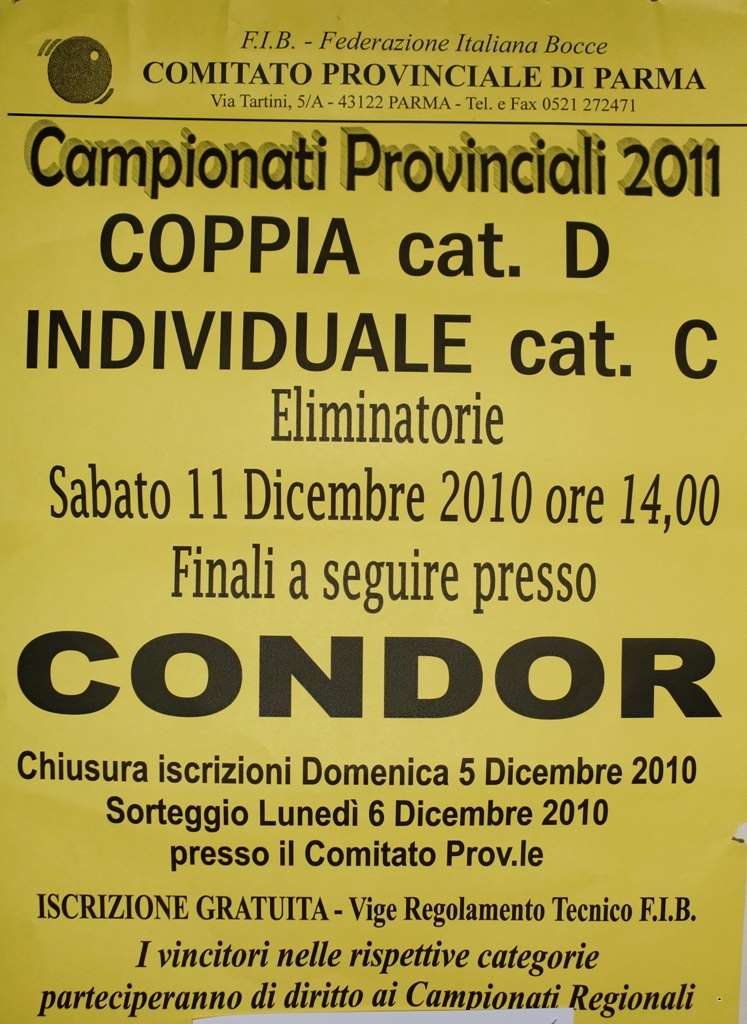 F.I.B. - Federazione Italiana Bocce
COMITATO PROVINCIALE DI PARMA
Via Tartini, 5/A - 43122 PARMA - Tel. e Fax 0521 272471
Campionati Provinciali 2011
COPPIA cat. D
INDIVIDUALE cat. C
Eliminatorie
Sabato 11 Dicembre 2010 ore 14,00
Finali a seguire presso
CONDOR
Chiusura iscrizioni Domenica 5 Dicembre 2010
Sorteggio Lunedì 6 Dicembre 2010
presso il Comitato Prov.le
ISCRIZIONE GRATUITA - Vige Regolamento Tecnico F.I.B.
I vincitori nelle rispettive categorie
parteciperanno di diritto ai Campionati Regionali